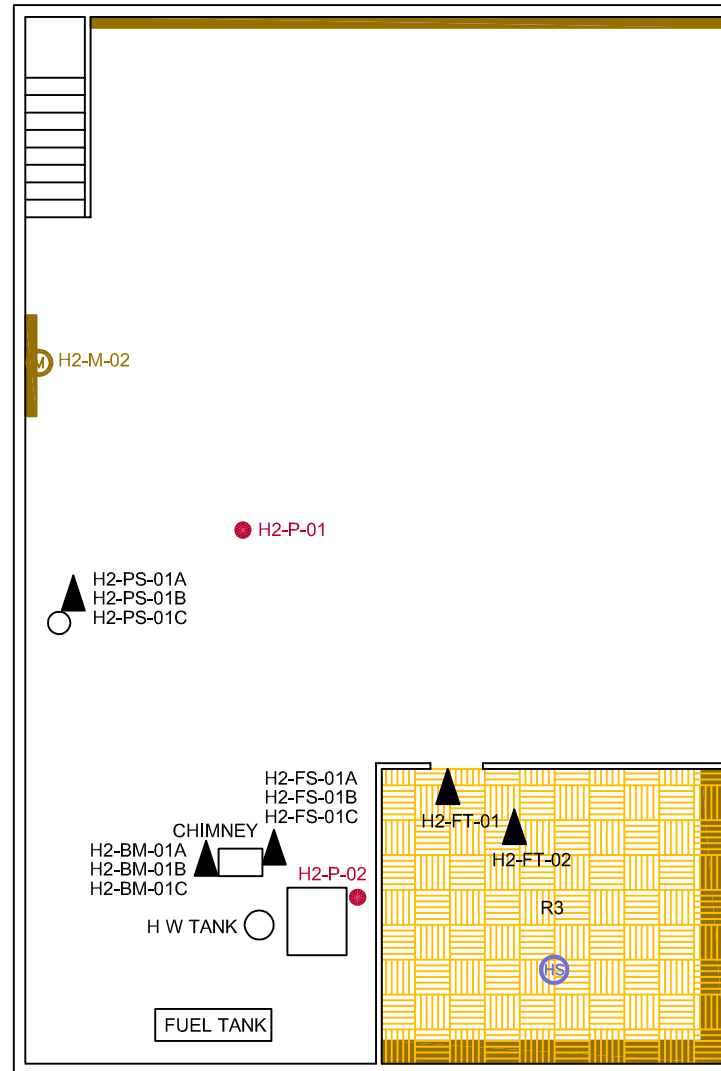 M
H2-M-02
H2-P-01
H2-PS-01A
H2-PS-01B
H2-PS-01C
H2-FS-01A
H2-FS-01B
H2-FS-01C
CHIMNEY
H2-BM-01A
H2-BM-01B
H2-BM-01C
H2-P-02
H2-FT-01
H2-FT-02
R3
H W TANK
HS
FUEL TANK